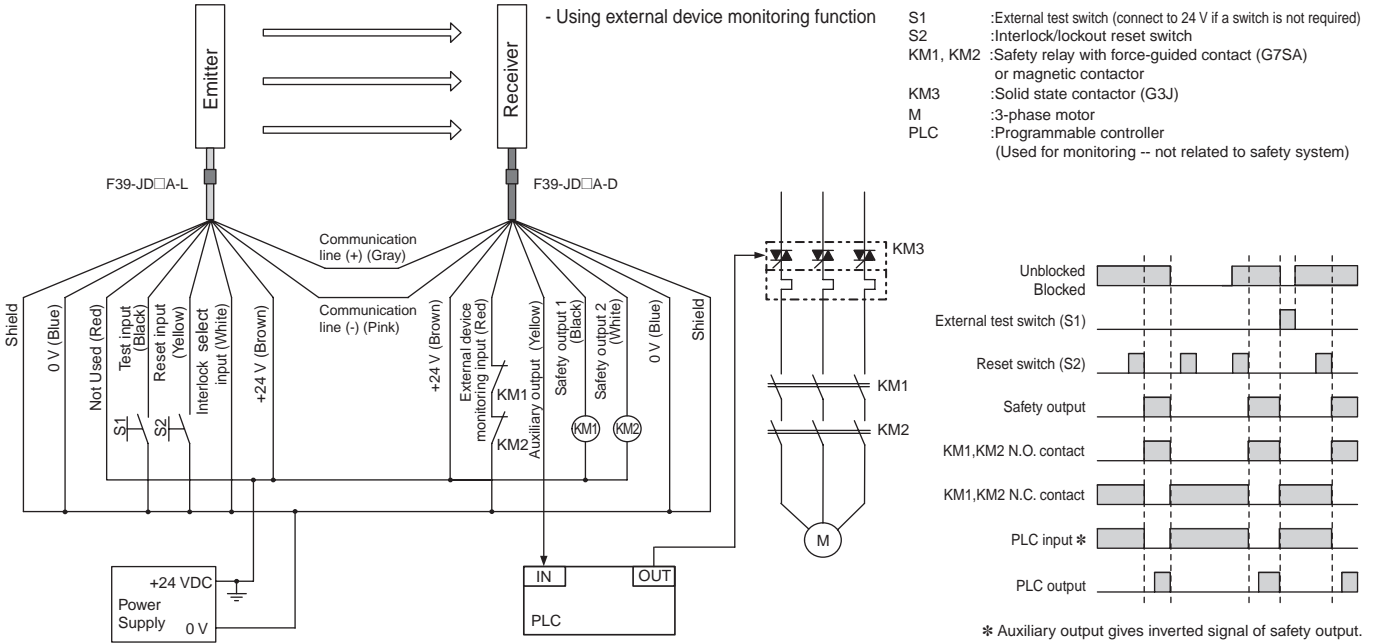 - Using external device monitoring function
S1 :External test switch (connect to 24 V if a switch is not required)
S2 :Interlock/lockout reset switch
KM1, KM2 :Safety relay with force-guided contact (G7SA)
or magnetic contactor
KM3 :Solid state contactor (G3J)
M :3-phase motor
PLC :Programmable controller
(Used for monitoring -- not related to safety system)
Emitter
Receiver
F39-JD□A-L
F39-JD□A-D
Communication
line (+) (Gray)
Communication
line (-) (Pink)
Shield
0 V (Blue)
Not Used (Red)
Test input
(Black)
Reset input
(Yellow)
Interlock select
input (White)
+24 V (Brown)
+24 V (Brown)
External device
monitoring input (Red)
Auxiliary output (Yellow)
Safety output 1
(Black)
Safety output 2
(White)
0 V (Blue)
Shield
S1
S2
KM1
KM2
KM1
KM2
KM3
KM1
KM2
M
+24 VDC
Power
Supply
0 V
IN
OUT
PLC
Unblocked
Blocked
External test switch (S1)
Reset switch (S2)
Safety output
KM1,KM2 N.O. contact
KM1,KM2 N.C. contact
PLC input ✻
PLC output
✻ Auxiliary output gives inverted signal of safety output.